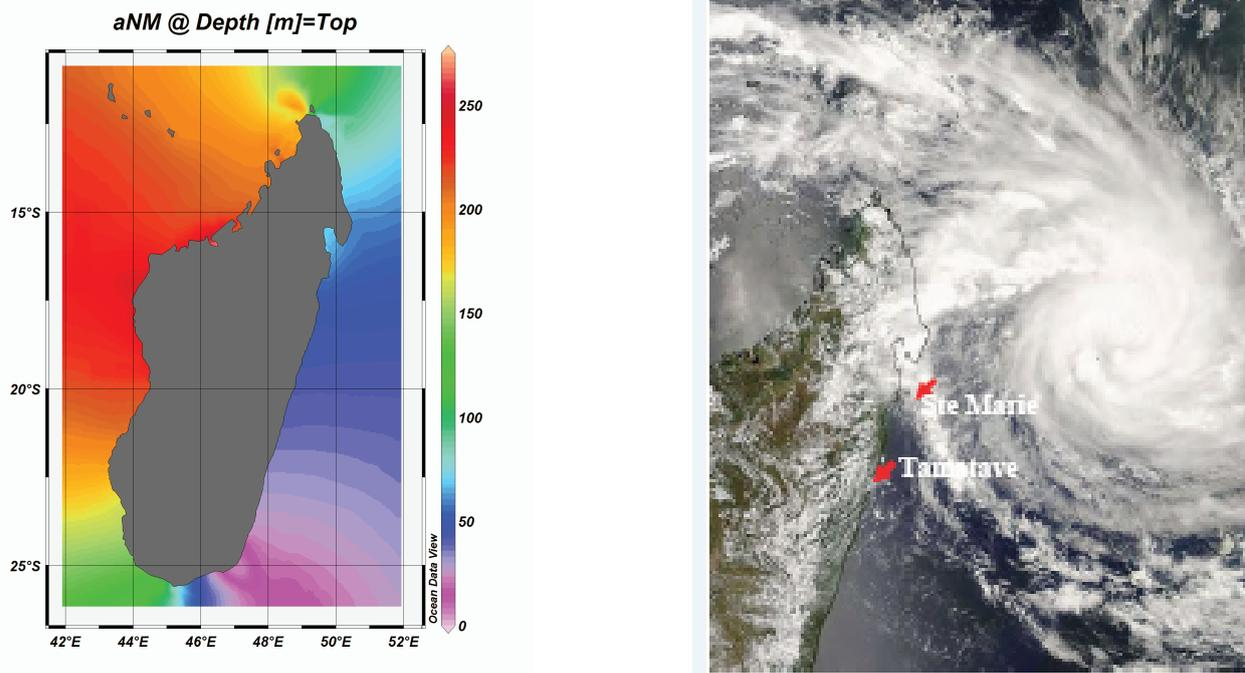 aNM @ Depth [m]=Top
250
200
150
100
50
0
Ocean Data View
15°S
20°S
25°S
42°E 44°E 46°E 48°E 50°E 52°E
Ste Marie
Tamatave